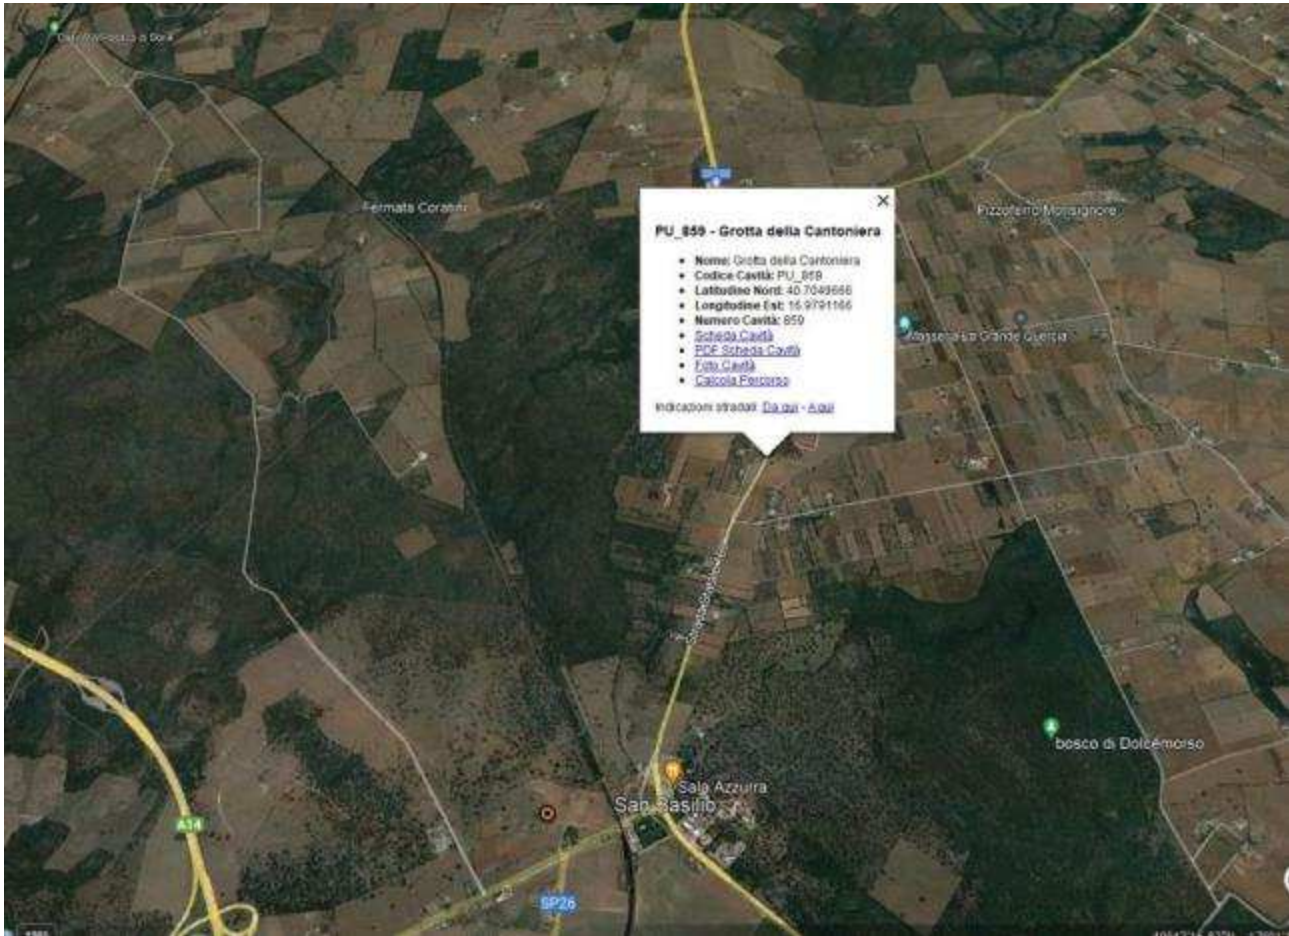 Fermata Coratini
Pizzoferro Monsignore
PU_859 - Grotta della Cantoniera
Nome: Grotta della Cantoniera
Codice Cavità: PU_859
Latitudine Nord: 40.7049666
Longitudine Est: 16.9791166
Numero Cavità: 859
Scheda Cavità
PDF Scheda Cavità
Foto Cavità
Calcola Percorso
Indicazioni stradali: Da qui - A qui
Masseria La Grande Quercia
bosco di Dolcemorso
Sala Azzurra
San Basilio
A14
SP26